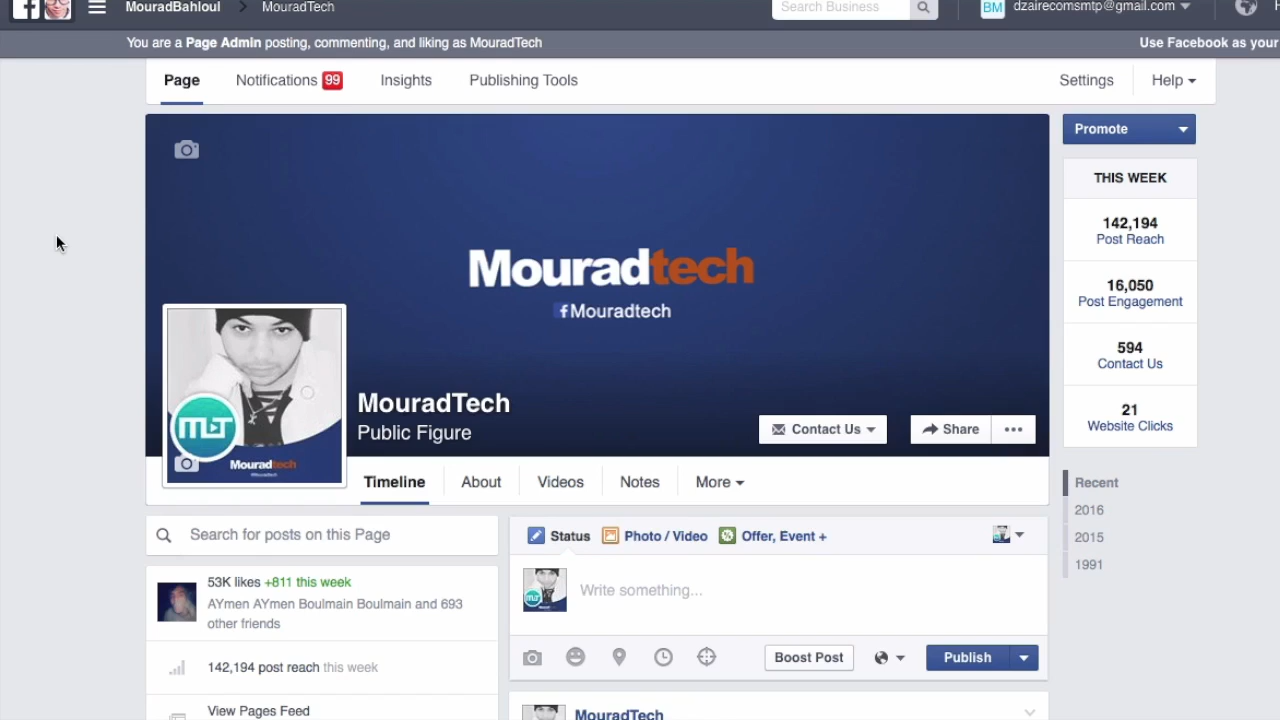 MouradBahloul
MouradTech
Search Business
BM
dzairecomsmtp@gmail.com
You are a Page Admin posting, commenting, and liking as MouradTech
Use Facebook as your
Page
Notifications 99
Insights
Publishing Tools
Settings
Help
Promote
THIS WEEK
142,194
Post Reach
16,050
Post Engagement
594
Contact Us
21
Website Clicks
Mouradtech
fMouradtech
MouradTech
Public Figure
Contact Us
Share
Mouradtech
Timeline
About
Videos
Notes
More
Recent
2016
2015
1991
Search for posts on this Page
Status
Photo / Video
Offer, Event +
Write something...
53K likes +811 this week
AYmen AYmen Boulmain Boulmain and 693
other friends
Boost Post
Publish
142,194 post reach this week
View Pages Feed
MouradTech